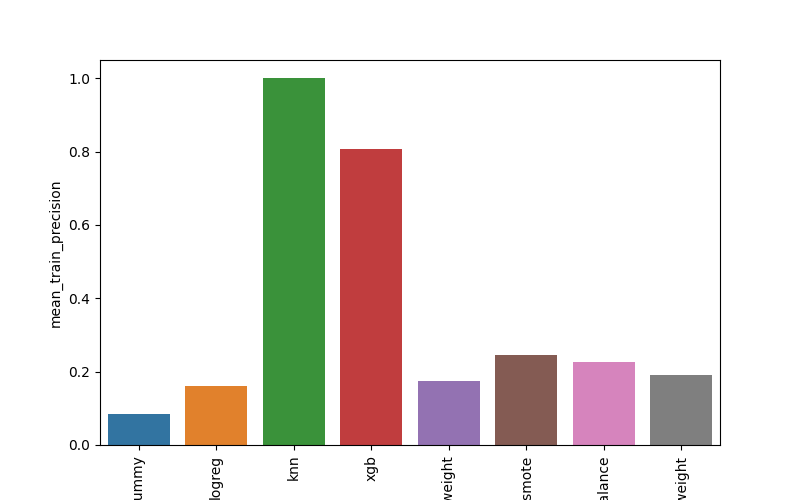 mean_train_precision
1.0
0.8
0.6
0.4
0.2
0.0
ummy
logreg
knn
xgb
weight
smote
alance
weight